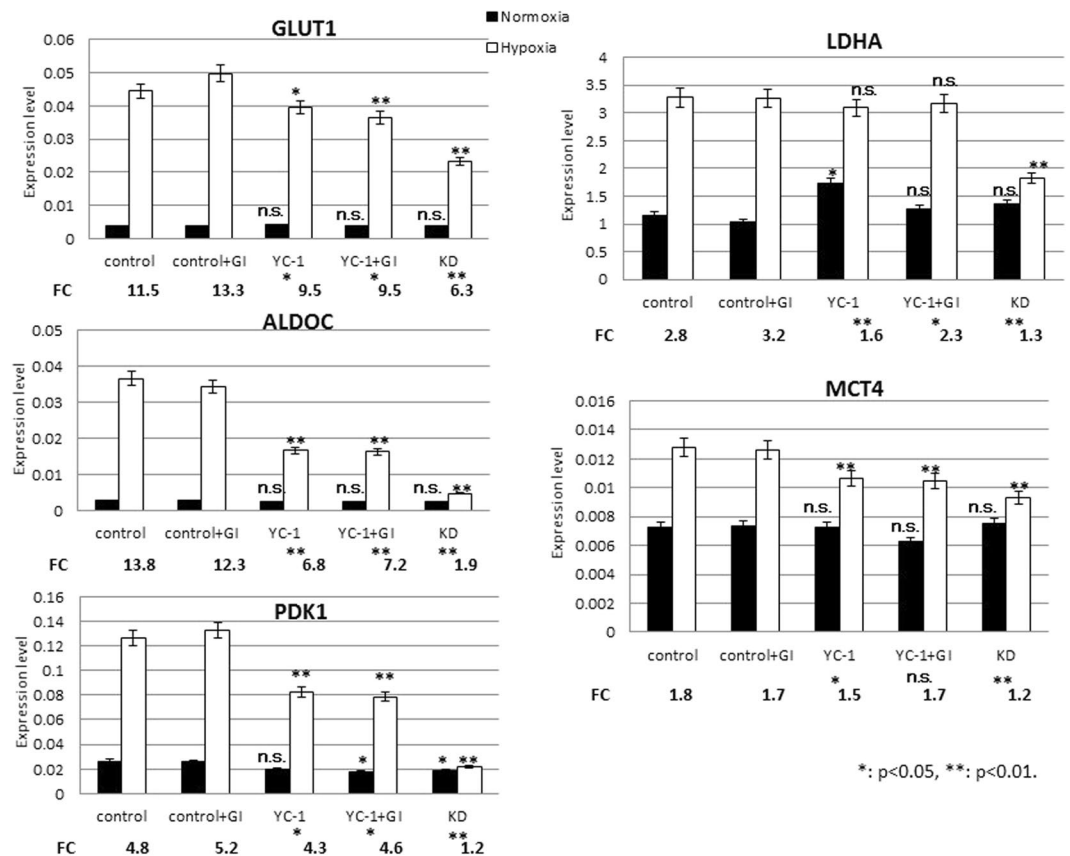 Normoxia
Hypoxia
GLUT1
Expression level
0.06
0.05
0.04
0.03
0.02
0.01
0
* ** **
n.s. n.s. n.s.
control control+GI YC-1 YC-1+GI KD
* * **
FC 11.5 13.3 9.5 9.5 6.3
ALDOC
Expression level
0.05
0.04
0.03
0.02
0.01
0
** **
n.s. n.s. n.s. **
control control+GI YC-1 YC-1+GI KD
** ** **
FC 13.8 12.3 6.8 7.2 1.9
PDK1
Expression level
0.16
0.14
0.12
0.1
0.08
0.06
0.04
0.02
0
** **
n.s. * * **
control control+GI YC-1 YC-1+GI KD
* * **
FC 4.8 5.2 4.3 4.6 1.2
LDHA
Expression level
4
3.5
3
2.5
2
1.5
1
0.5
0
n.s. n.s.
* n.s. n.s. **
control control+GI YC-1 YC-1+GI KD
** * **
FC 2.8 3.2 1.6 2.3 1.3
MCT4
Expression level
0.016
0.014
0.012
0.01
0.008
0.006
0.004
0.002
0
** ** **
n.s. n.s. n.s.
control control+GI YC-1 YC-1+GI KD
* n.s. **
FC 1.8 1.7 1.5 1.7 1.2
*: p<0.05, **: p<0.01.